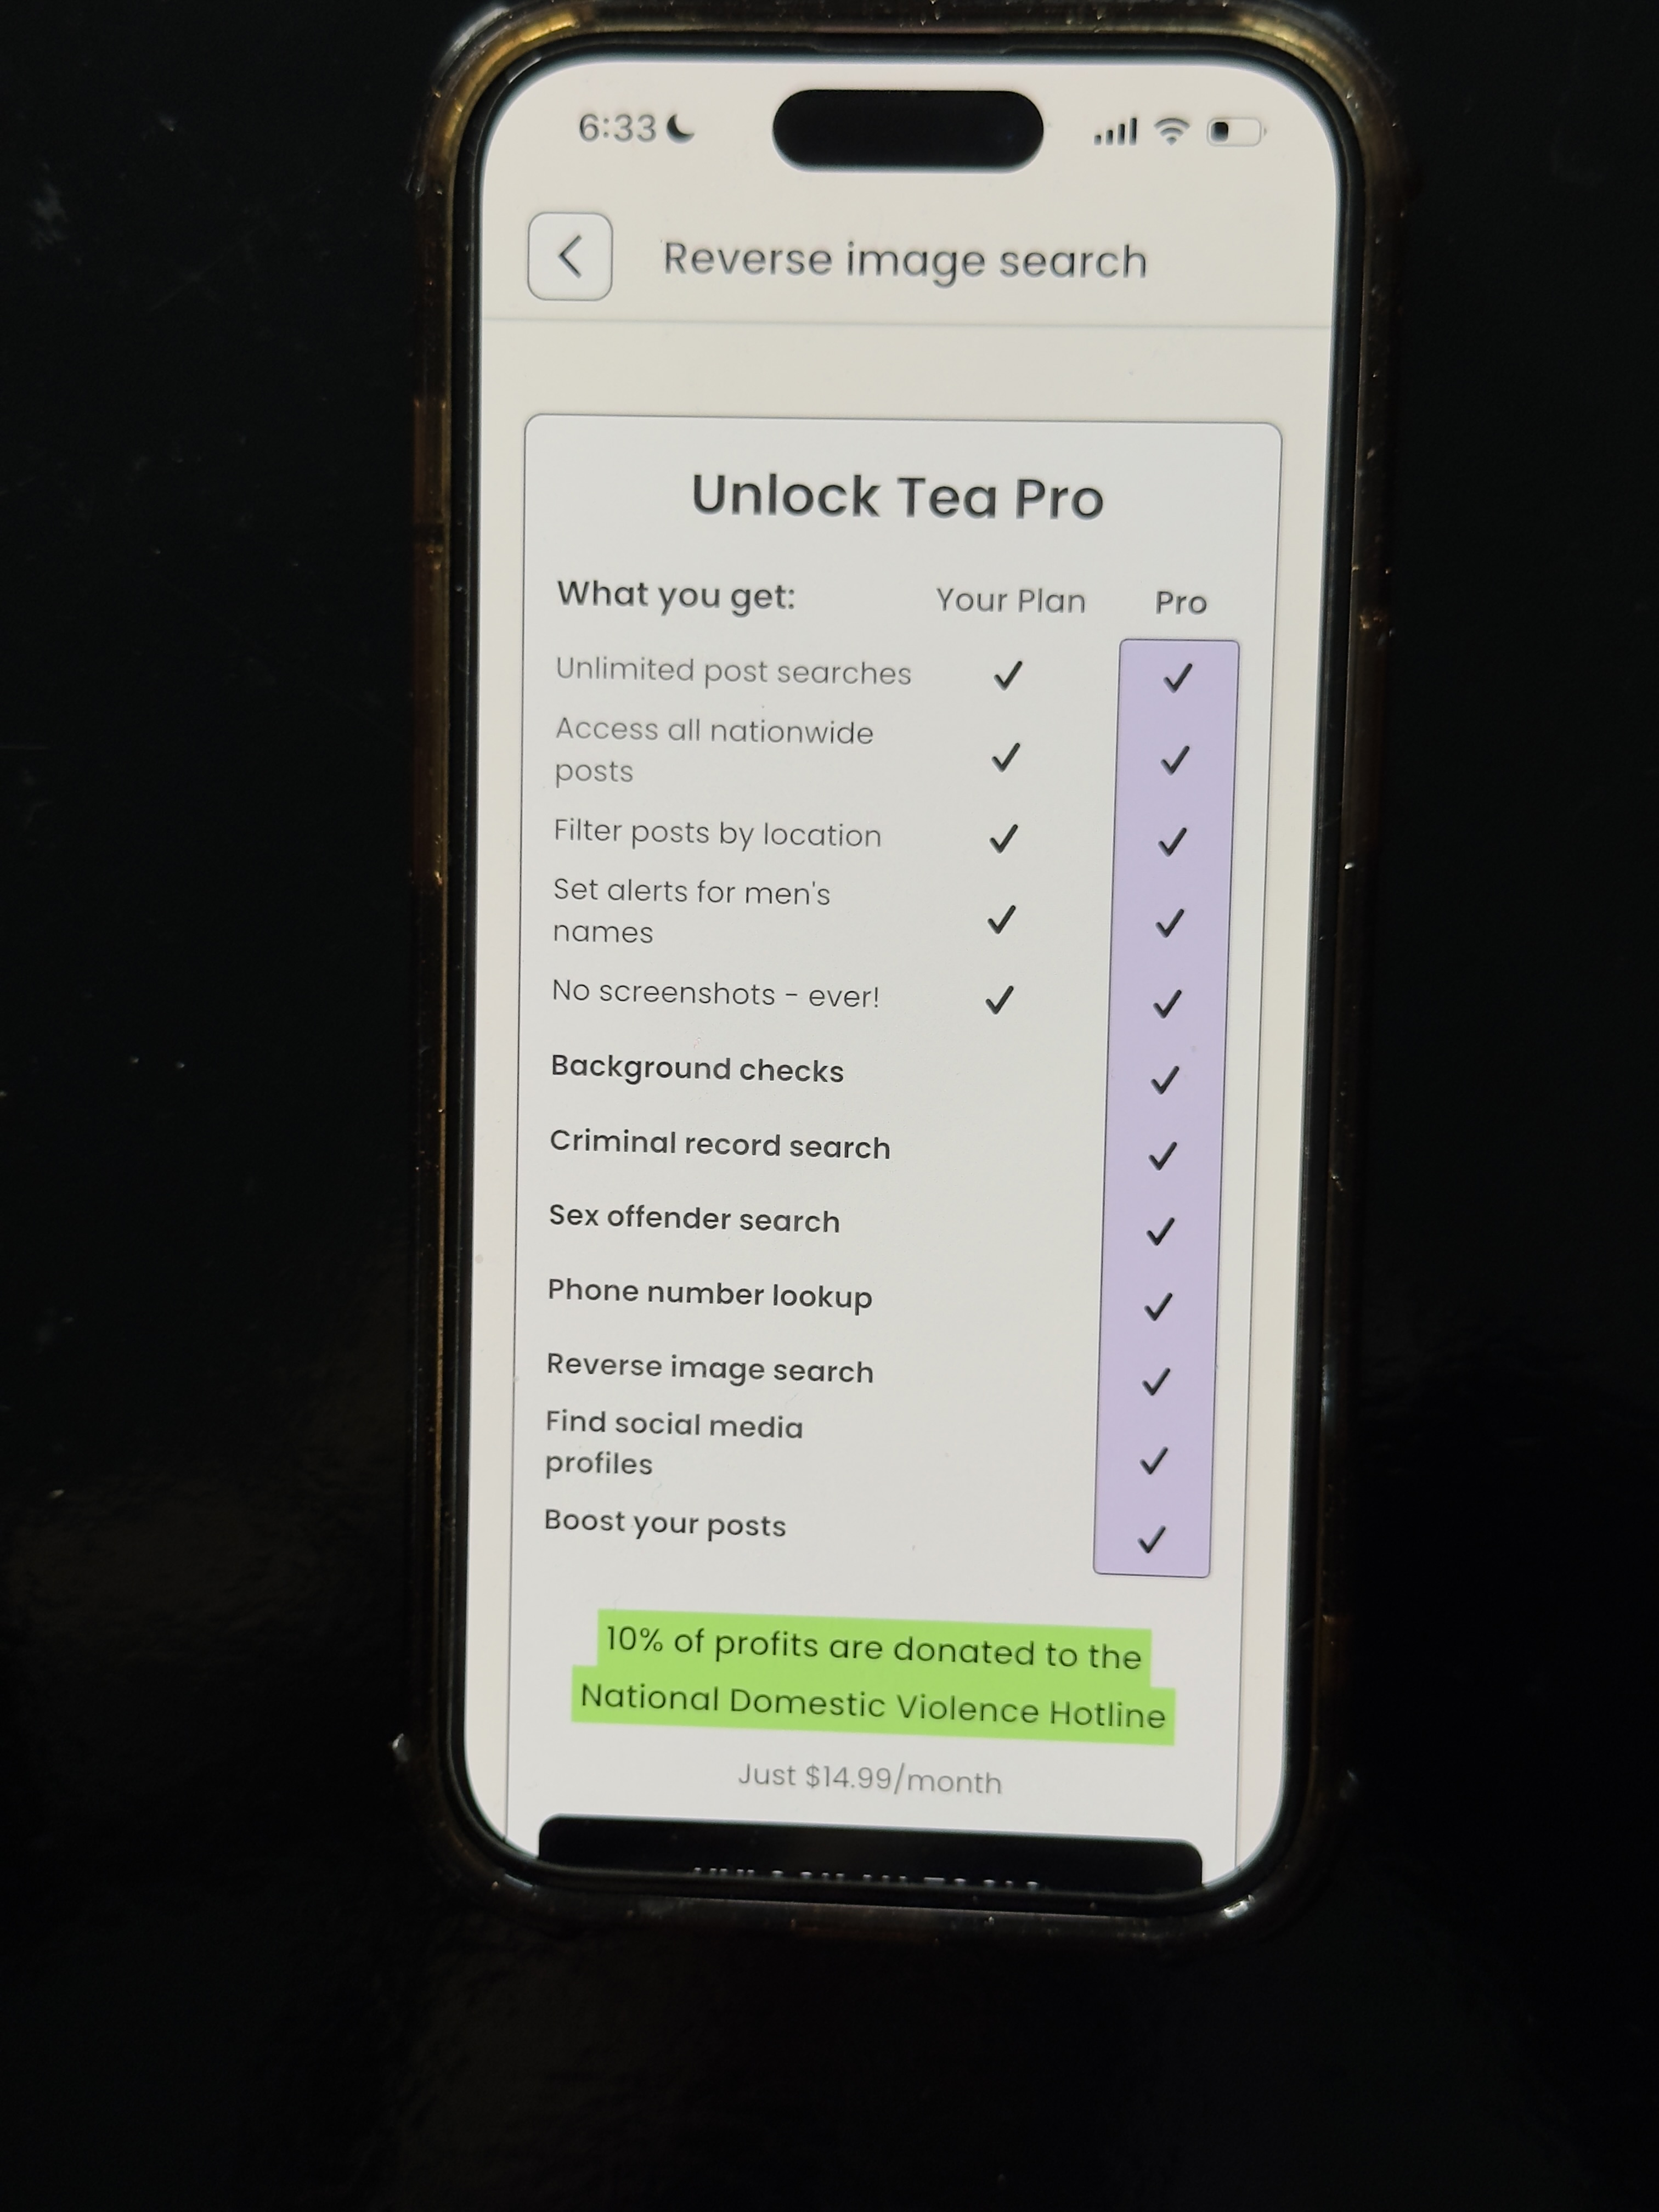 6:33
Reverse image search
Unlock Tea Pro
What you get: Your Plan Pro
Unlimited post searches
Access all nationwide
posts
Filter posts by location
Set alerts for men's
names
No screenshots - ever!
Background checks
Criminal record search
Sex offender search
Phone number lookup
Reverse image search
Find social media
profiles
Boost your posts
10% of profits are donated to the
National Domestic Violence Hotline
Just $14.99/month